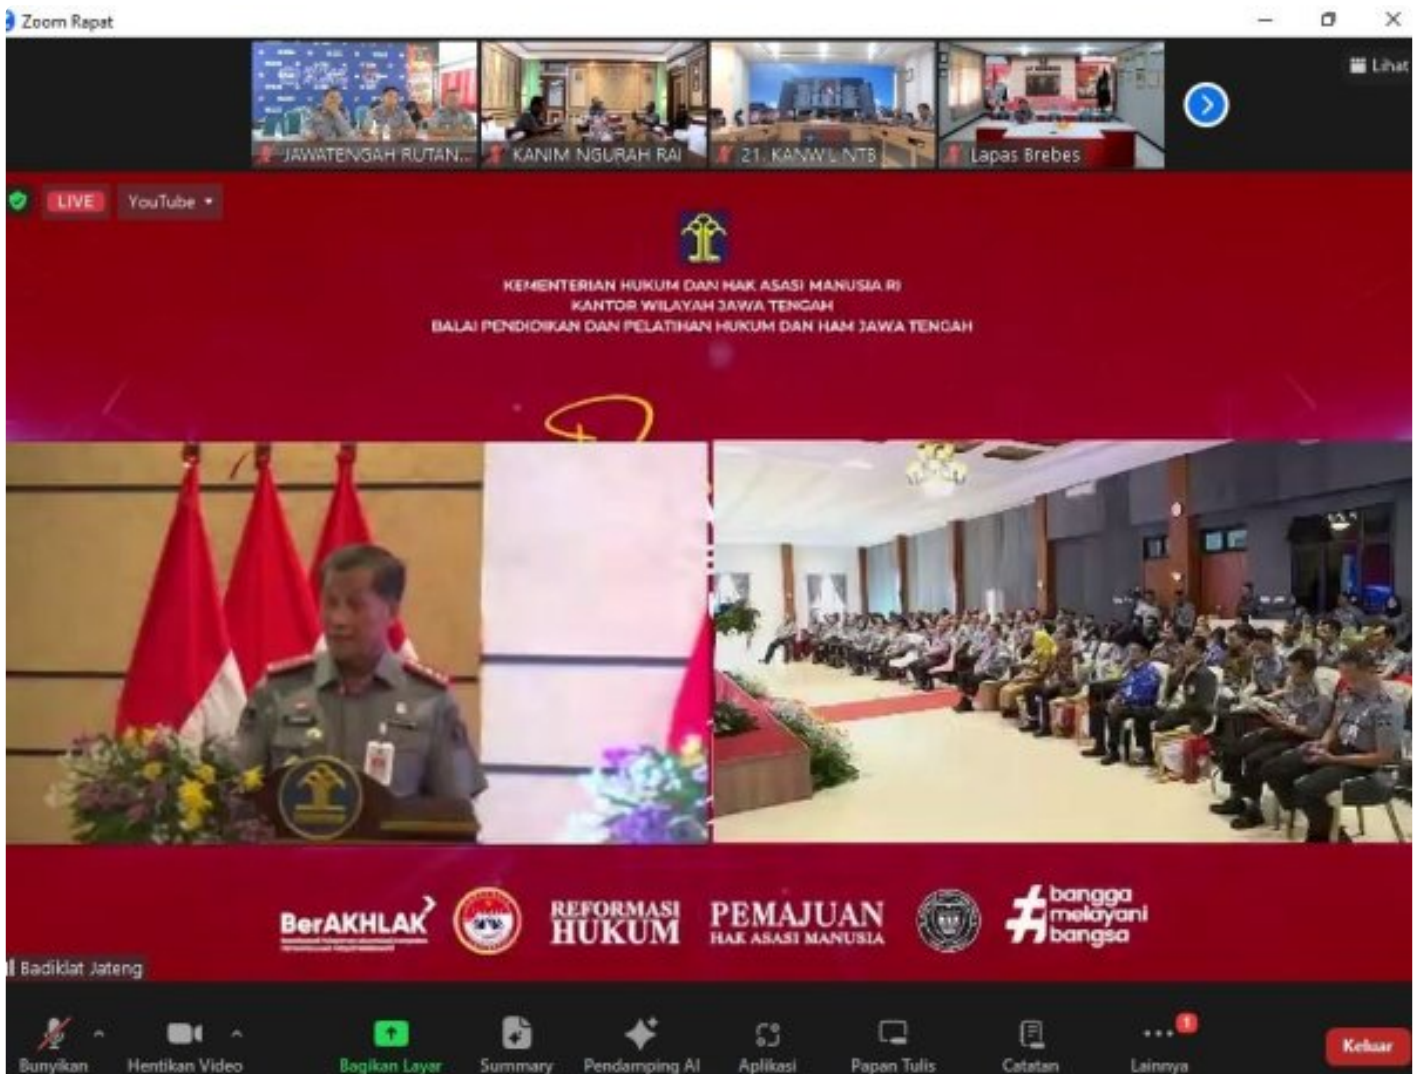 Zoom Rapat
Lihat
JAWATENGAH RUTAN...
KANIM NGURAH RAI
21. KANWIL NTB
Lapas Brebes
LIVE
YouTube
KEMENTERIAN HUKUM DAN HAK ASASI MANUSIA RI
KANTOR WILAYAH JAWA TENGAH
BALAI PENDIDIKAN DAN PELATIHAN HUKUM DAN HAM JAWA TENGAH
BerAKHLAK
REFORMASI
HUKUM
PEMAJUAN
HAK ASASI MANUSIA
#bangga
melayani
bangsa
Badiklat Jateng
Bunyikan
Hentikan Video
Bagikan Layar
Summary
Pendamping AI
Aplikasi
Papan Tulis
Catatan
1
Lainnya
Keluar